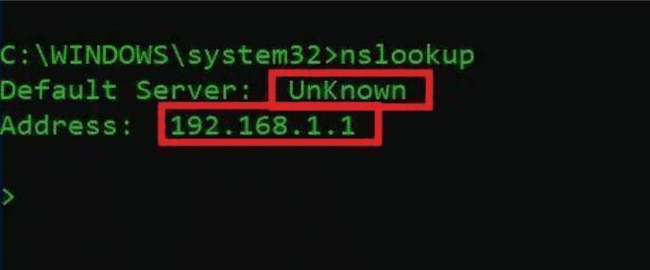 C:\WINDOWS\system32>nslookup
Default Server:  UnKnown
Address:  192.168.1.1
>